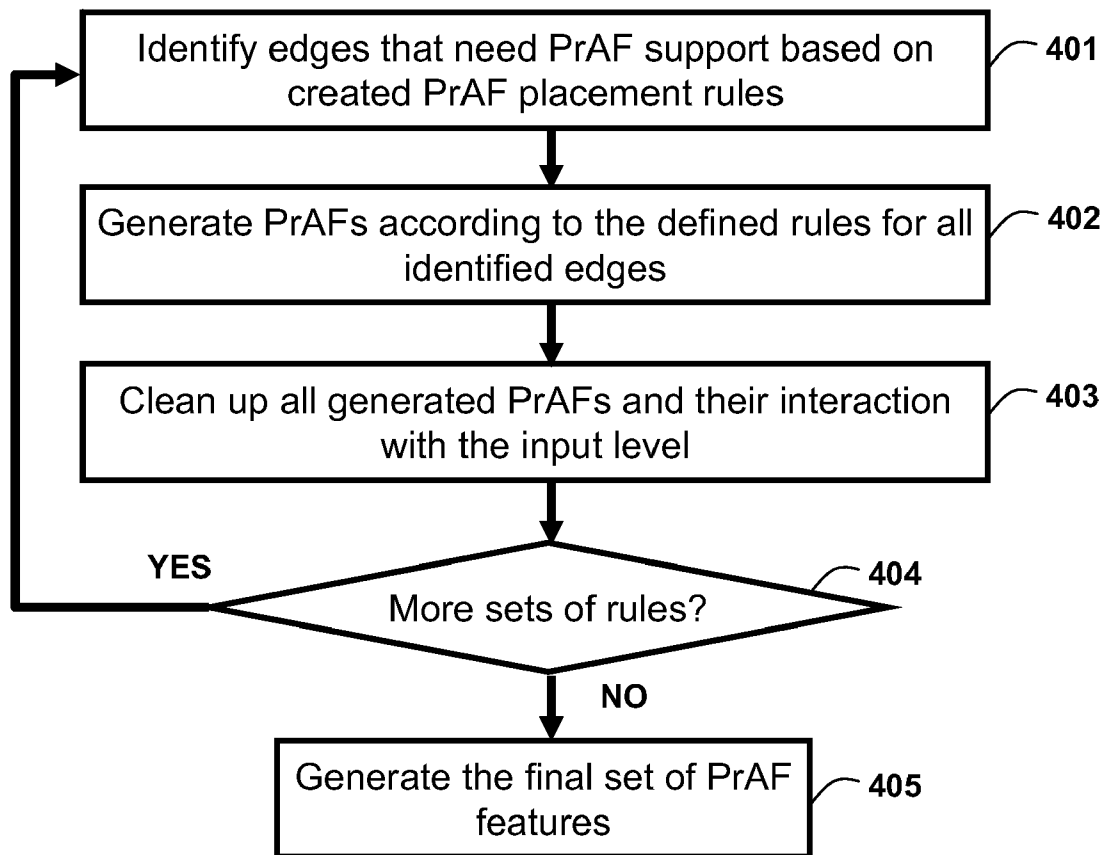 Identify edges that need PrAF support based on
created PrAF placement rules
401
Generate PrAFs according to the defined rules for all
identified edges
402
Clean up all generated PrAFs and their interaction
with the input level
403
YES
More sets of rules?
404
NO
Generate the final set of PrAF
features
405